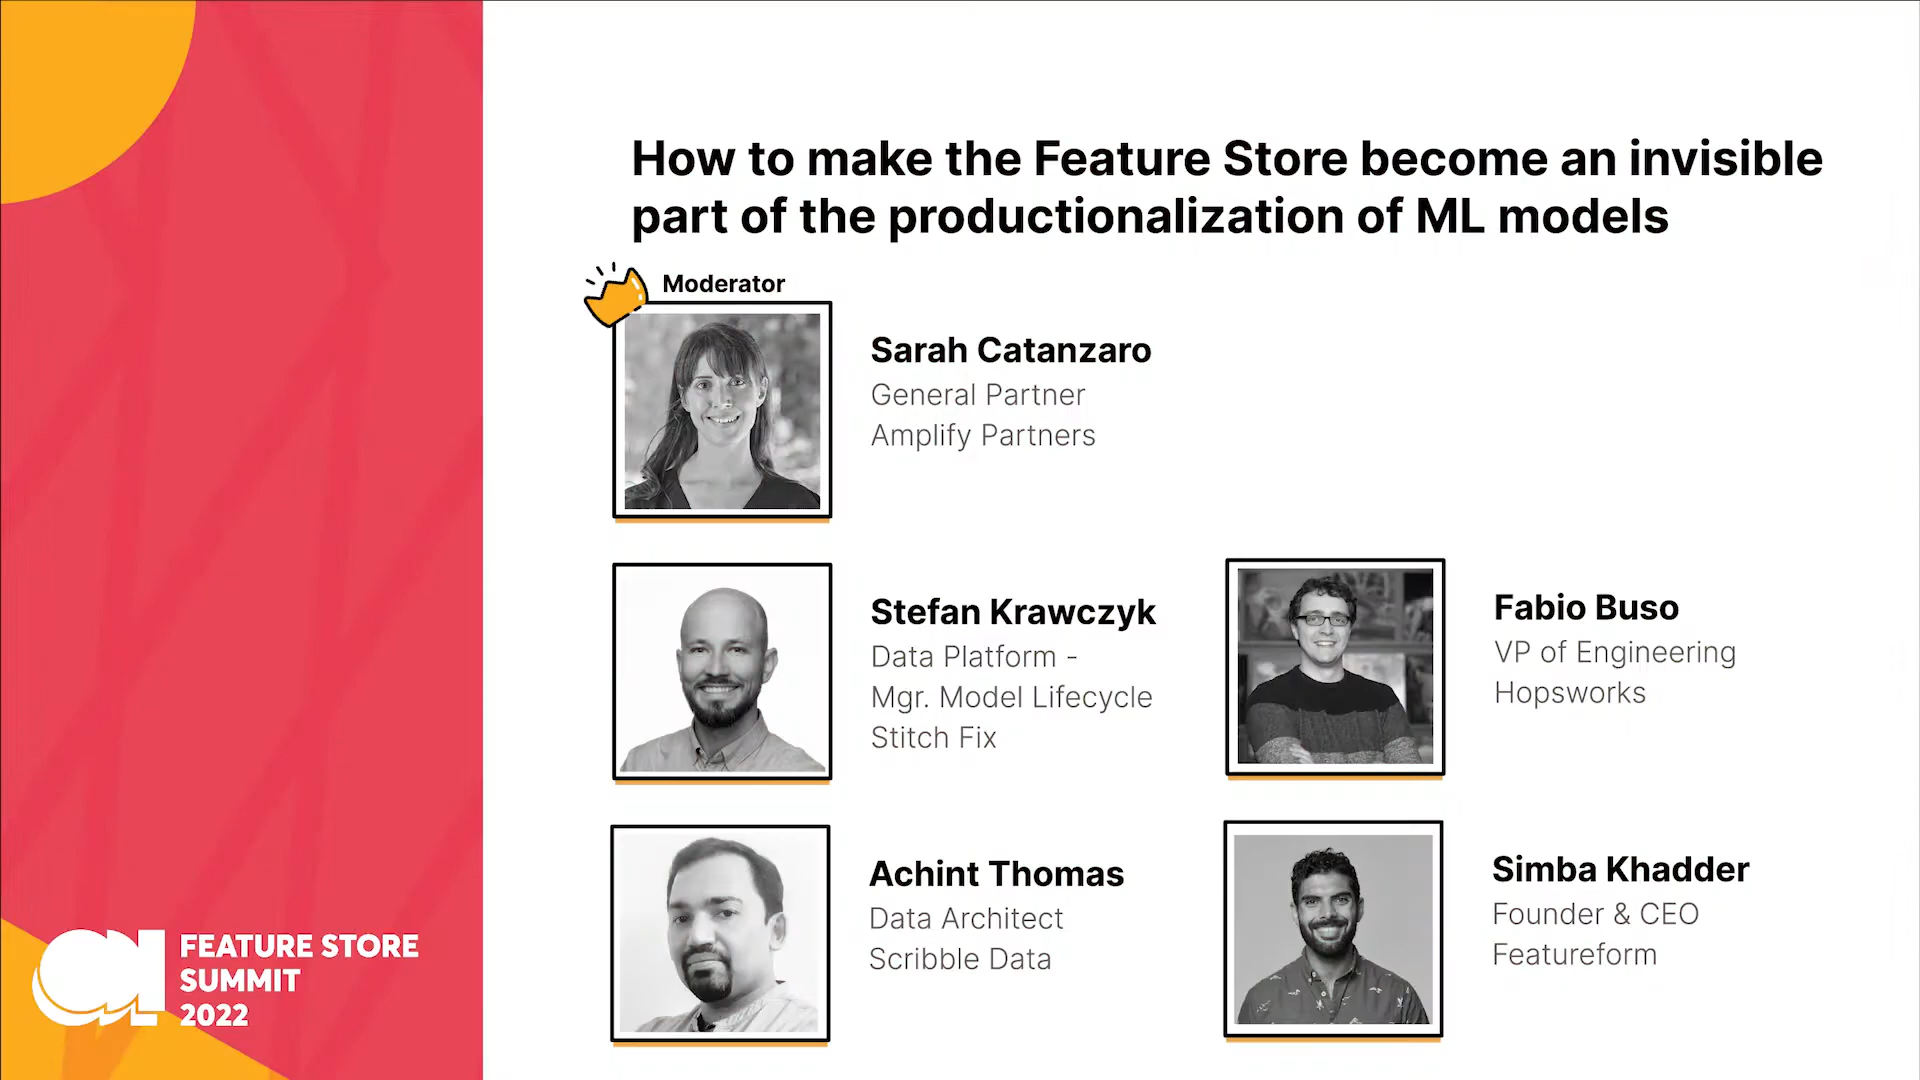 How to make the Feature Store become an invisible
part of the productionalization of ML models
Moderator
Sarah Catanzaro
General Partner
Amplify Partners
Stefan Krawczyk
Data Platform -
Mgr. Model Lifecycle
Stitch Fix
Fabio Buso
VP of Engineering
Hopsworks
Achint Thomas
Data Architect
Scribble Data
Simba Khadder
Founder & CEO
Featureform
FEATURE STORE
SUMMIT
2022